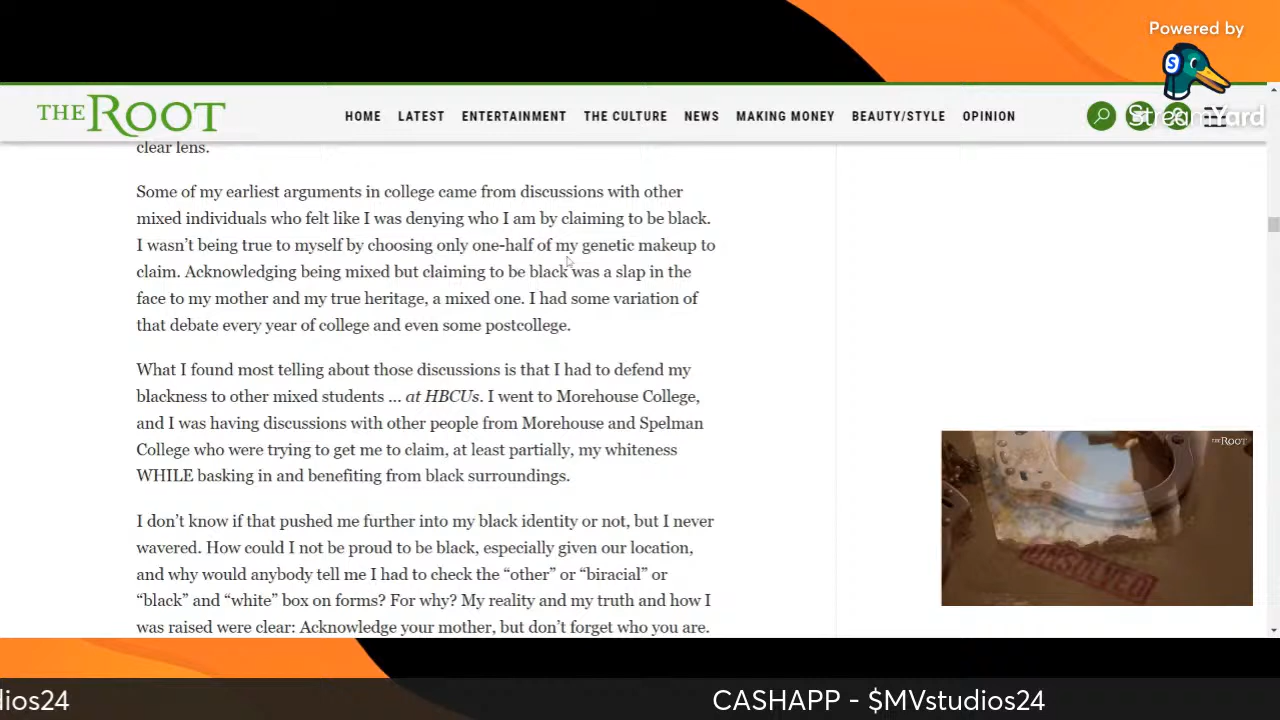 Powered by
StreamYard
THE ROOT
HOME LATEST ENTERTAINMENT THE CULTURE NEWS MAKING MONEY BEAUTY/STYLE OPINION
clear lens.
Some of my earliest arguments in college came from discussions with other
mixed individuals who felt like I was denying who I am by claiming to be black.
I wasn’t being true to myself by choosing only one-half of my genetic makeup to
claim. Acknowledging being mixed but claiming to be black was a slap in the
face to my mother and my true heritage, a mixed one. I had some variation of
that debate every year of college and even some postcollege.
What I found most telling about those discussions is that I had to defend my
blackness to other mixed students … at HBCUs. I went to Morehouse College,
and I was having discussions with other people from Morehouse and Spelman
College who were trying to get me to claim, at least partially, my whiteness
WHILE basking in and benefiting from black surroundings.
I don’t know if that pushed me further into my black identity or not, but I never
wavered. How could I not be proud to be black, especially given our location,
and why would anybody tell me I had to check the “other” or “biracial” or
“black” and “white” box on forms? For why? My reality and my truth and how I
was raised were clear: Acknowledge your mother, but don’t forget who you are.
THE ROOT
UNSOLVED
dios24
CASHAPP - $MVstudios24